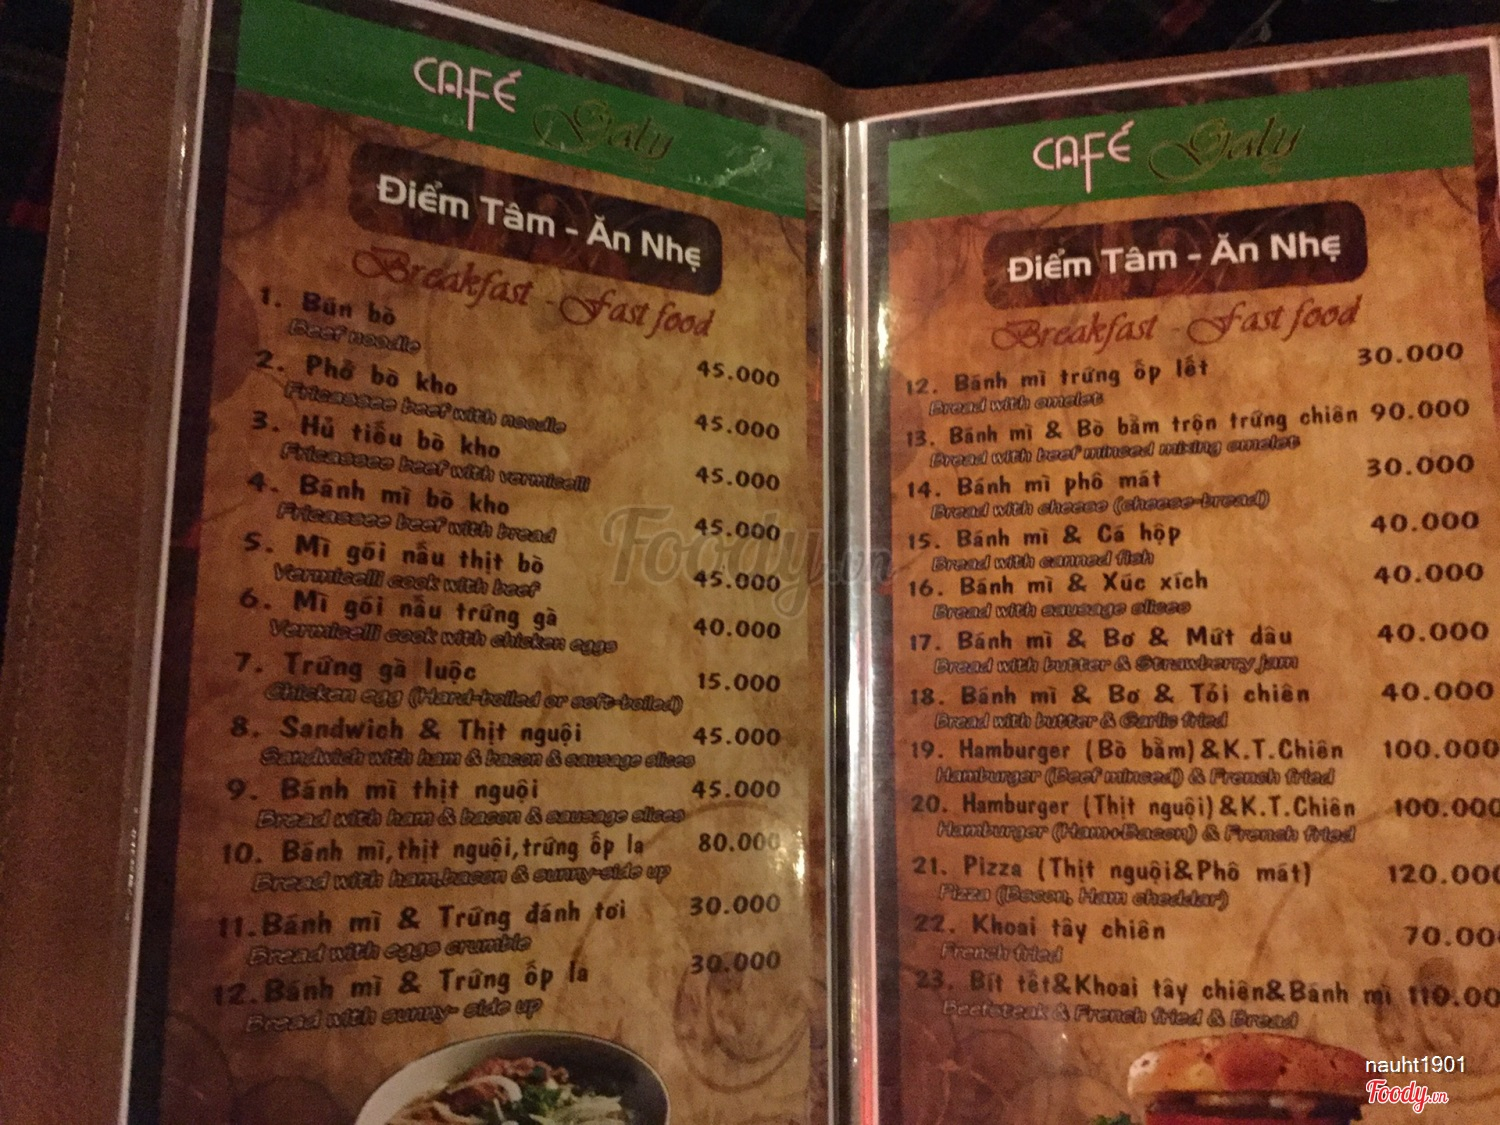 CAFÉ Galy
Điểm Tâm - Ăn Nhẹ
Breakfast - Fast food
1. Bún bò
Beef noodle
45.000
2. Phở bò kho
Fricassee beef with noodle
45.000
3. Hủ tiếu bò kho
Fricassee beef with vermicelli
45.000
4. Bánh mì bò kho
Fricassee beef with bread
45.000
5. Mì gói nấu thịt bò
Vermicelli cook with beef
45.000
6. Mì gói nấu trứng gà
Vermicelli cook with chicken eggs
40.000
7. Trứng gà luộc
Chicken egg (Hard-boiled or soft-boiled)
15.000
8. Sandwich & Thịt nguội
Sandwich with ham & bacon & sausage slices
45.000
9. Bánh mì thịt nguội
Bread with ham & bacon & sausage slices
45.000
10. Bánh mì,thịt nguội,trứng ốp la
Bread with ham,bacon & sunny-side up
80.000
11.Bánh mì & Trứng đánh tơi
Bread with eggs crumble
30.000
12.Bánh mì & Trứng ốp la
Bread with sunny- side up
30.000
CAFÉ Galy
Điểm Tâm - Ăn Nhẹ
Breakfast - Fast food
12. Bánh mì trứng ốp lết 30.000
Bread with omelet
13. Bánh mì & Bò bằm trộn trứng chiên 90.000
Bread with beef minced mixing omelet
14. Bánh mì phô mát 30.000
Bread with cheese (cheese-bread)
15. Bánh mì & Cá hộp 40.000
Bread with canned fish
16. Bánh mì & Xúc xích 40.000
Bread with sausage slices
17. Bánh mì & Bơ & Mứt dâu 40.000
Bread with butter & Strawberry jam
18. Bánh mì & Bơ & Tỏi chiên 40.000
Bread with butter & Garlic fried
19. Hamburger (Bò bằm)&K.T.Chiên 100.000
Hamburger (Beef minced) & French fried
20. Hamburger (Thịt nguội)&K.T.Chiên 100.000
Hamburger (Ham+Bacon) & French fried
21. Pizza (Thịt nguội&Phô mát) 120.000
Pizza (Bacon, Ham cheddar)
22. Khoai tây chiên 70.00
French fried
23. Bít tết&Khoai tây chiên&Bánh mì 110.00
Beefsteak & French fried & Bread
Foody.vn
nauht1901
Foody.vn